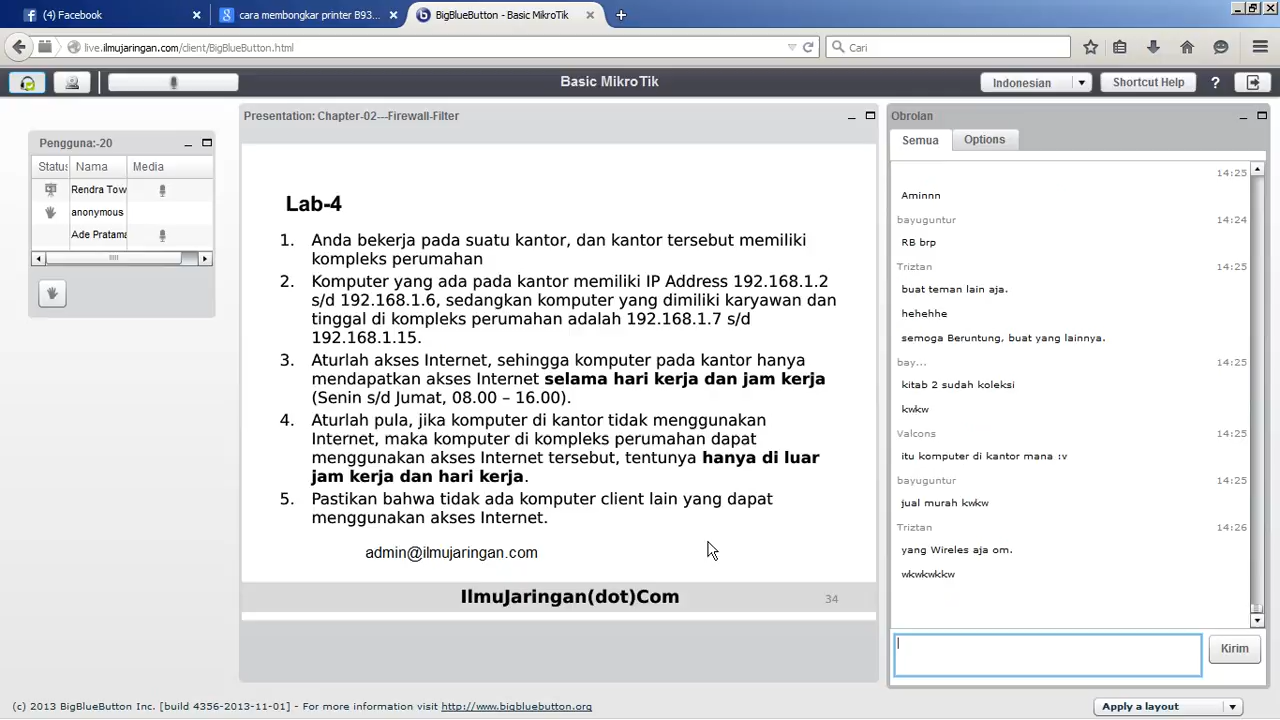 (4) Facebook
cara membongkar printer B93...
BigBlueButton - Basic MikroTik
live.ilmujaringan.com/client/BigBlueButton.html
Cari
Basic MikroTik
Indonesian
Shortcut Help
?
Pengguna:-20
Status Nama Media
Rendra Tow
anonymous
Ade Pratama
Presentation: Chapter-02---Firewall-Filter
Lab-4
1. Anda bekerja pada suatu kantor, dan kantor tersebut memiliki
kompleks perumahan
2. Komputer yang ada pada kantor memiliki IP Address 192.168.1.2
s/d 192.168.1.6, sedangkan komputer yang dimiliki karyawan dan
tinggal di kompleks perumahan adalah 192.168.1.7 s/d
192.168.1.15.
3. Aturlah akses Internet, sehingga komputer pada kantor hanya
mendapatkan akses Internet selama hari kerja dan jam kerja
(Senin s/d Jumat, 08.00 – 16.00).
4. Aturlah pula, jika komputer di kantor tidak menggunakan
Internet, maka komputer di kompleks perumahan dapat
menggunakan akses Internet tersebut, tentunya hanya di luar
jam kerja dan hari kerja.
5. Pastikan bahwa tidak ada komputer client lain yang dapat
menggunakan akses Internet.
admin@ilmujaringan.com
IlmuJaringan(dot)Com
34
Obrolan
Semua Options
14:25
Aminnn
bayuguntur 14:24
RB brp
Triztan 14:25
buat teman lain aja.
hehehhe
semoga Beruntung, buat yang lainnya.
bay... 14:25
kitab 2 sudah koleksi
kwkw
Valcons 14:25
itu komputer di kantor mana :v
bayuguntur 14:25
jual murah kwkw
Triztan 14:26
yang Wireles aja om.
wkwkwkkw
Kirim
(c) 2013 BigBlueButton Inc. [build 4356-2013-11-01] - For more information visit http://www.bigbluebutton.org
Apply a layout